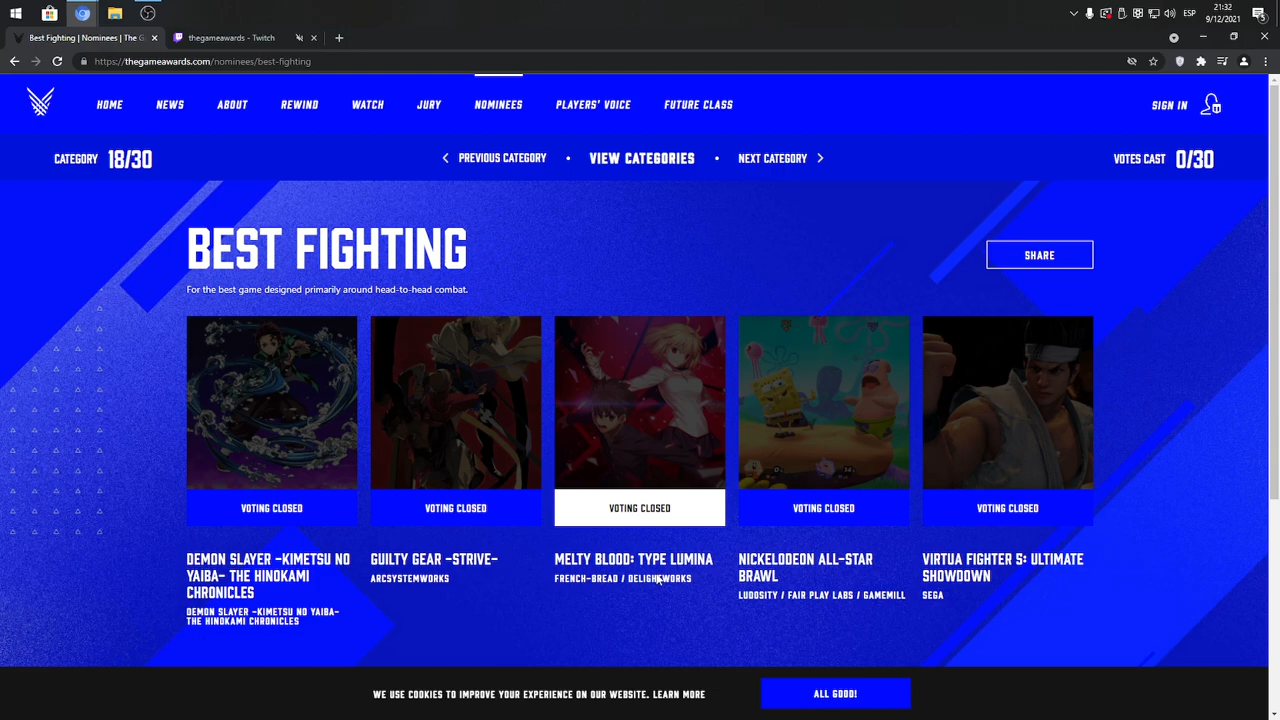 21:32
ESP
9/12/2021
Best Fighting | Nominees | The G
thegameawards - Twitch
https://thegameawards.com/nominees/best-fighting
HOME NEWS ABOUT REWIND WATCH JURY NOMINEES PLAYERS' VOICE FUTURE CLASS SIGN IN
CATEGORY 18/30 PREVIOUS CATEGORY • VIEW CATEGORIES • NEXT CATEGORY VOTES CAST 0/30
BEST FIGHTING
SHARE
For the best game designed primarily around head-to-head combat.
VOTING CLOSED VOTING CLOSED VOTING CLOSED VOTING CLOSED VOTING CLOSED
DEMON SLAYER -KIMETSU NO
YAIBA- THE HINOKAMI
CHRONICLES
DEMON SLAYER -KIMETSU NO YAIBA-
THE HINOKAMI CHRONICLES
GUILTY GEAR -STRIVE-
ARCSYSTEMWORKS
MELTY BLOOD: TYPE LUMINA
FRENCH-BREAD / DELIGHTWORKS
NICKELODEON ALL-STAR
BRAWL
LUDOSITY / FAIR PLAY LABS / GAMEMILL
VIRTUA FIGHTER 5: ULTIMATE
SHOWDOWN
SEGA
WE USE COOKIES TO IMPROVE YOUR EXPERIENCE ON OUR WEBSITE. LEARN MORE
ALL GOOD!